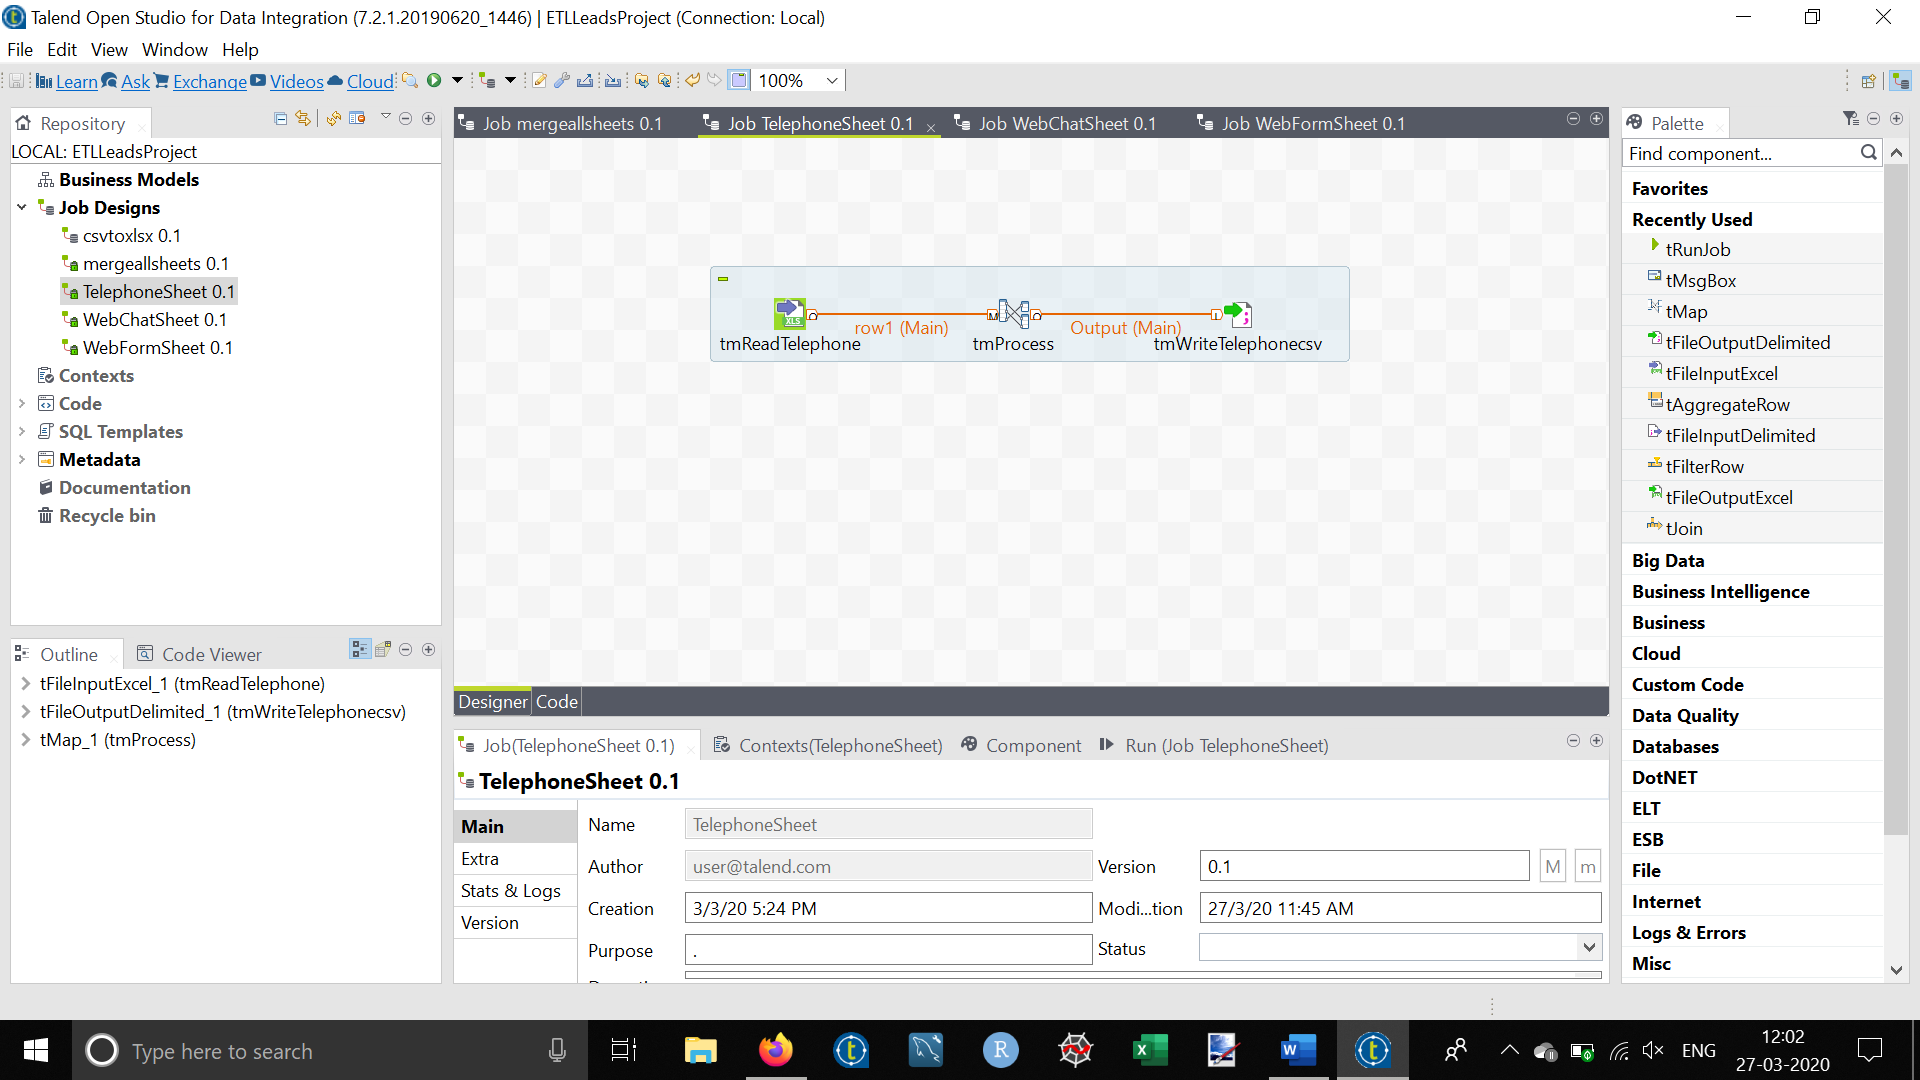 Talend Open Studio for Data Integration (7.2.1.20190620_1446) | ETLLeadsProject (Connection: Local)
File Edit View Window Help
Learn Ask Exchange Videos Cloud 100%
Repository
LOCAL: ETLLeadsProject
Business Models
Job Designs
csvtoxlsx 0.1
mergeallsheets 0.1
TelephoneSheet 0.1
WebChatSheet 0.1
WebFormSheet 0.1
Contexts
Code
SQL Templates
Metadata
Documentation
Recycle bin
Outline Code Viewer
tFileInputExcel_1 (tmReadTelephone)
tFileOutputDelimited_1 (tmWriteTelephonecsv)
tMap_1 (tmProcess)
Job mergeallsheets 0.1 Job TelephoneSheet 0.1 Job WebChatSheet 0.1 Job WebFormSheet 0.1
row1 (Main) Output (Main)
tmReadTelephone tmProcess tmWriteTelephonecsv
Designer Code
Job(TelephoneSheet 0.1) Contexts(TelephoneSheet) Component Run (Job TelephoneSheet)
TelephoneSheet 0.1
Main
Extra
Stats & Logs
Version
Name TelephoneSheet
Author user@talend.com Version 0.1 M m
Creation 3/3/20 5:24 PM Modi...tion 27/3/20 11:45 AM
Purpose . Status
Palette
Find component...
Favorites
Recently Used
tRunJob
tMsgBox
tMap
tFileOutputDelimited
tFileInputExcel
tAggregateRow
tFileInputDelimited
tFilterRow
tFileOutputExcel
tJoin
Big Data
Business Intelligence
Business
Cloud
Custom Code
Data Quality
Databases
DotNET
ELT
ESB
File
Internet
Logs & Errors
Misc
Type here to search
ENG
12:02
27-03-2020